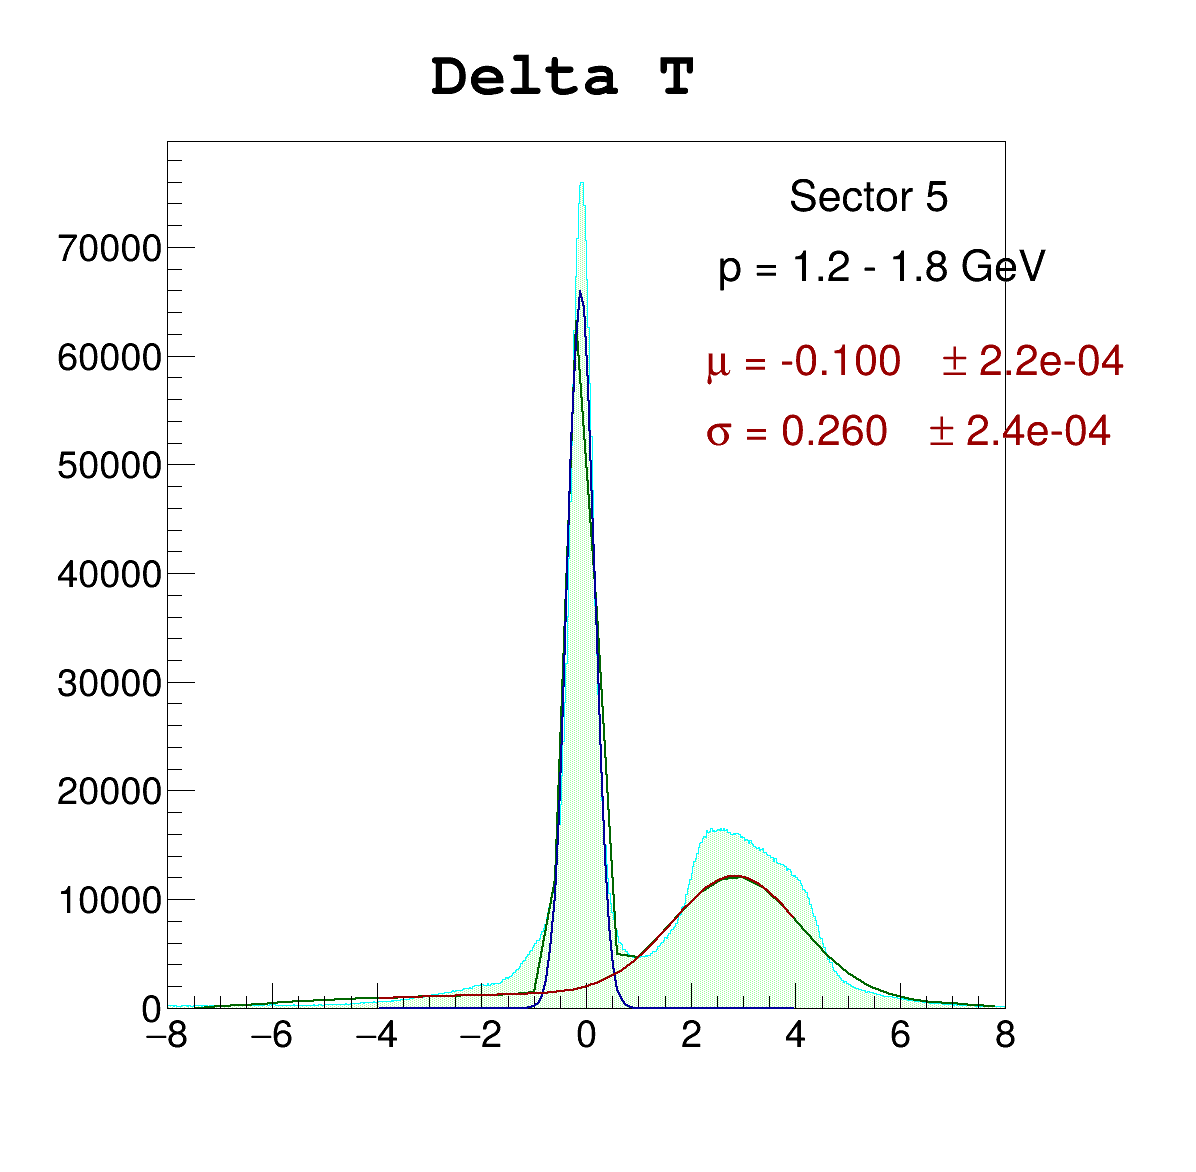 Delta T
Sector 5
p = 1.2 - 1.8 GeV
μ = -0.100 ± 2.2e-04
σ = 0.260 ± 2.4e-04
70000
60000
50000
40000
30000
20000
10000
0
−8 −6 −4 −2 0 2 4 6 8